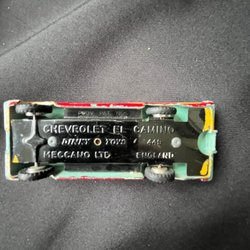 CHEVROLET EL CAMINO
DINKY TOYS 449
MECCANO LTD ENGLAND